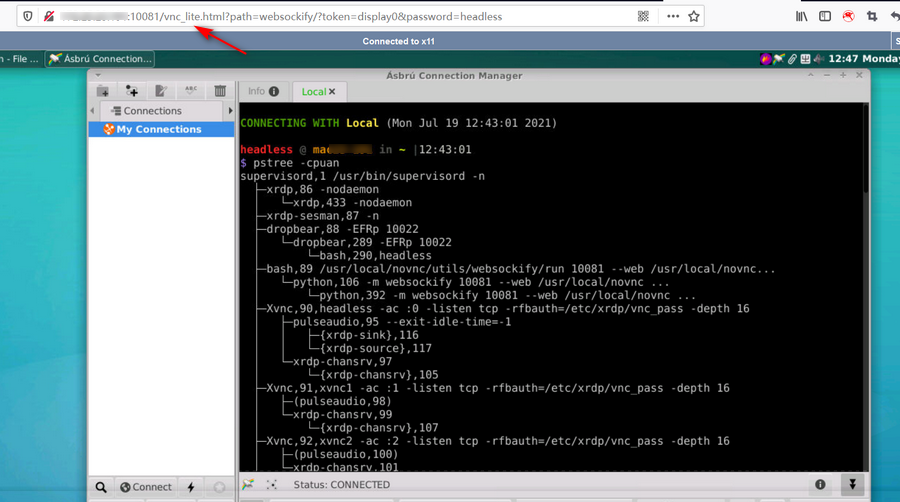 :10081/vnc_lite.html?path=websockify/?token=display0&password=headless
Connected to x11
S
n - File ...
Ásbrú Connection...
12:47 Monday
Ásbrú Connection Manager
Info
Local
Connections
My Connections
CONNECTING WITH Local (Mon Jul 19 12:43:01 2021)
headless @ mac in ~ |12:43:01
$ pstree -cpuan
supervisord,1 /usr/bin/supervisord -n
├─xrdp,86 -nodaemon
│ └─xrdp,433 -nodaemon
├─xrdp-sesman,87 -n
├─dropbear,88 -EFRp 10022
│ └─dropbear,289 -EFRp 10022
│ └─bash,290,headless
├─bash,89 /usr/local/novnc/utils/websockify/run 10081 --web /usr/local/novnc...
│ └─python,106 -m websockify 10081 --web /usr/local/novnc ...
│ └─python,392 -m websockify 10081 --web /usr/local/novnc ...
├─Xvnc,90,headless -ac :0 -listen tcp -rfbauth=/etc/xrdp/vnc_pass -depth 16
│ ├─pulseaudio,95 --exit-idle-time=-1
│ │ ├─{xrdp-sink},116
│ │ └─{xrdp-source},117
│ └─xrdp-chansrv,97
│ └─{xrdp-chansrv},105
├─Xvnc,91,xvnc1 -ac :1 -listen tcp -rfbauth=/etc/xrdp/vnc_pass -depth 16
│ ├─(pulseaudio,98)
│ └─xrdp-chansrv,99
│ └─{xrdp-chansrv},107
├─Xvnc,92,xvnc2 -ac :2 -listen tcp -rfbauth=/etc/xrdp/vnc_pass -depth 16
│ ├─(pulseaudio,100)
│ └─xrdp-chansrv,101
Connect
Status: CONNECTED